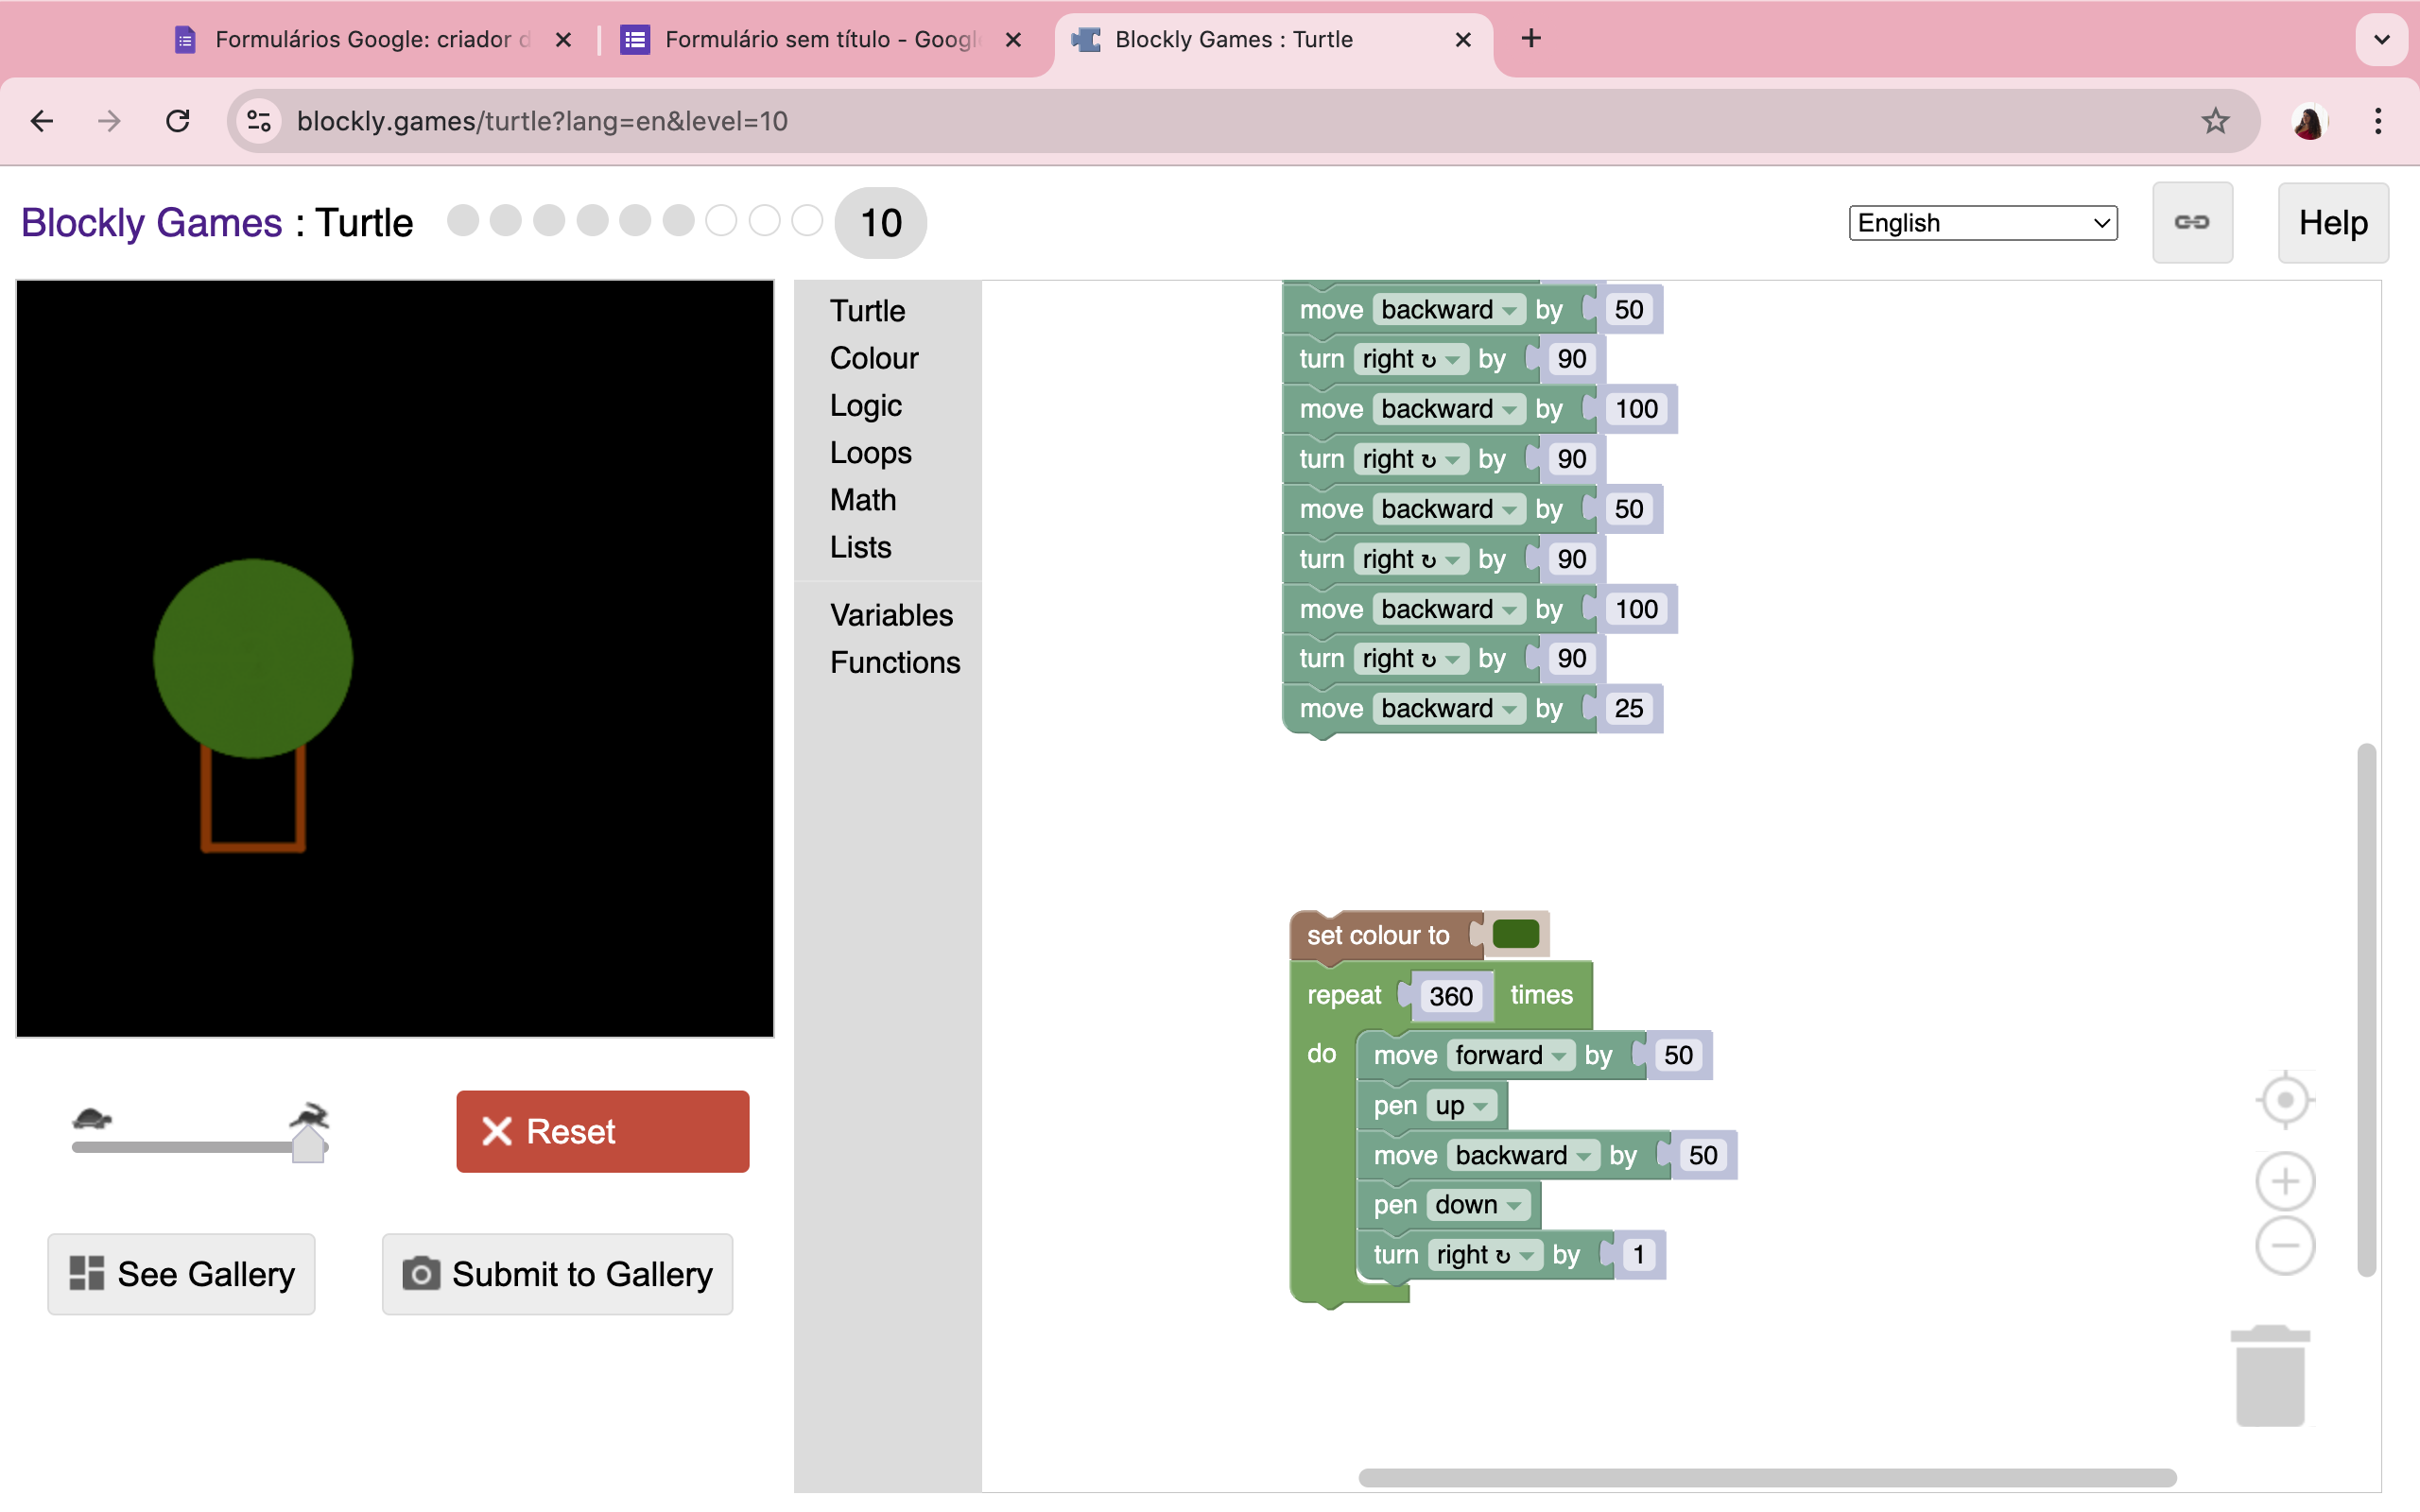 Formulários Google: criador d
Formulário sem título - Googl
Blockly Games : Turtle
blockly.games/turtle?lang=en&level=10
Blockly Games : Turtle
10
English
Help
Turtle
Colour
Logic
Loops
Math
Lists
Variables
Functions
move backward by 50
turn right ↻ by 90
move backward by 100
turn right ↻ by 90
move backward by 50
turn right ↻ by 90
move backward by 100
turn right ↻ by 90
move backward by 25
set colour to
repeat 360 times
do move forward by 50
pen up
move backward by 50
pen down
turn right ↻ by 1
Reset
See Gallery
Submit to Gallery